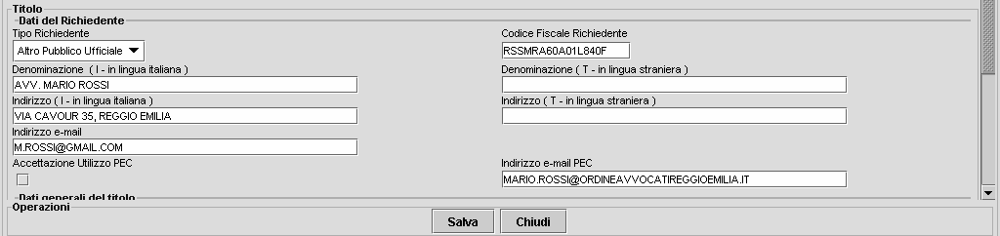 Titolo
Dati del Richiedente
Tipo Richiedente Codice Fiscale Richiedente
Altro Pubblico Ufficiale RSSMRA60A01L840F
Denominazione ( I - in lingua italiana ) Denominazione ( T - in lingua straniera )
AVV. MARIO ROSSI
Indirizzo ( I - in lingua italiana ) Indirizzo ( T - in lingua straniera )
VIA CAVOUR 35, REGGIO EMILIA
Indirizzo e-mail
M.ROSSI@GMAIL.COM
Accettazione Utilizzo PEC Indirizzo e-mail PEC
MARIO.ROSSI@ORDINEAVVOCATIREGGIOEMILIA.IT
Dati generali del titolo
Operazioni
Salva Chiudi